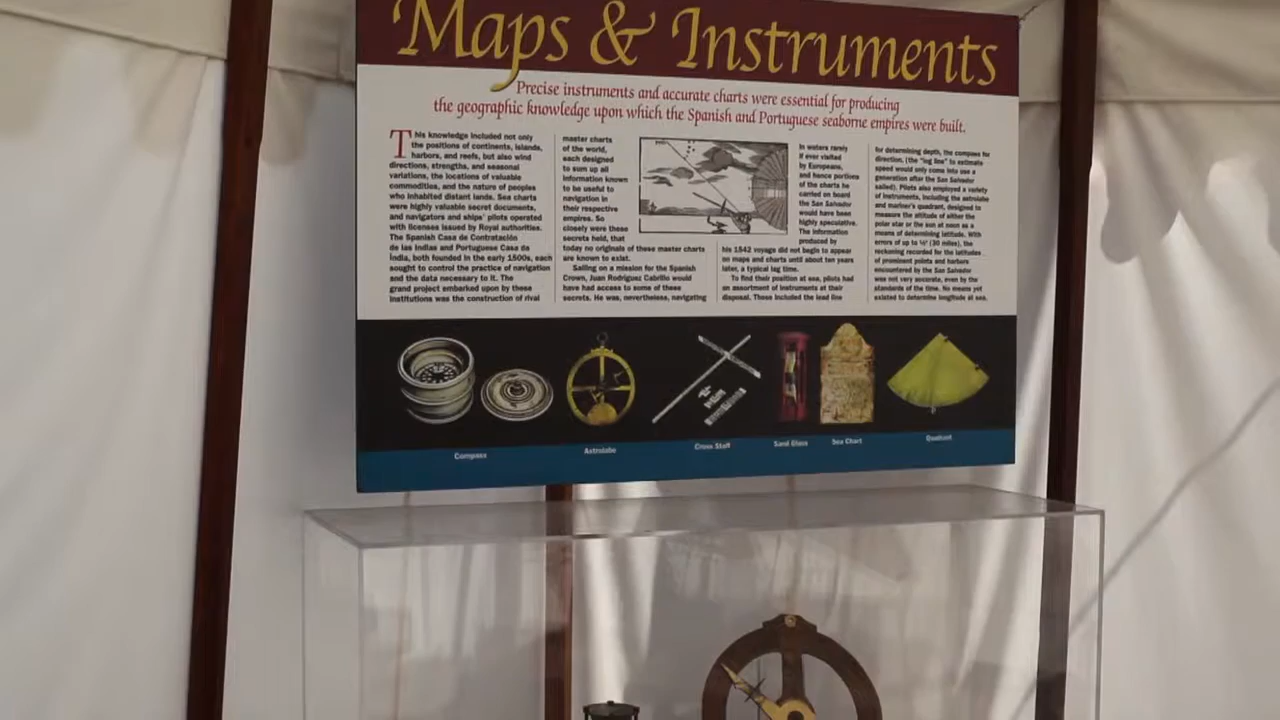 Maps & Instruments
Precise instruments and accurate charts were essential for producing
the geographic knowledge upon which the Spanish and Portuguese seaborne empires were built.
This knowledge included not only
the positions of continents, islands,
harbors, and reefs, but also wind
directions, strengths, and seasonal
variations, the locations of valuable
commodities, and the nature of peoples
who inhabited distant lands. Sea charts
were highly valuable secret documents,
and navigators and ships' pilots operated
with licenses issued by Royal authorities.
The Spanish Casa de Contratación
de las Indias and Portuguese Casa da
India, both founded in the early 1500s, each
sought to control the practice of navigation
and the data necessary to it. The
grand project embarked upon by these
institutions was the construction of rival
master charts
of the world,
each designed
to sum up all
information known
to be useful to
navigation in
their respective
empires. So
closely were these
secrets held, that
today no originals of these master charts
are known to exist.
Sailing on a mission for the Spanish
Crown, Juan Rodriguez Cabrillo would
have had access to some of these
secrets. He was, nevertheless, navigating
in waters rarely
if ever visited
by Europeans,
and hence portions
of the charts he
carried on board
the San Salvador
would have been
highly speculative.
The information
produced by
his 1542 voyage did not begin to appear
on maps and charts until about ten years
later, a typical lag time.
To find their position at sea, pilots had
an assortment of instruments at their
disposal. These included the lead line
for determining depth, the compass for
direction, (the "log line" to estimate
speed would only come into use a
generation after the San Salvador
sailed). Pilots also employed a variety
of instruments, including the astrolabe
and mariner's quadrant, designed to
measure the altitude of either the
polar star or the sun at noon as a
means of determining latitude. With
errors of up to ½° (30 miles), the
reckoning recorded for the latitudes
of prominent points and harbors
encountered by the San Salvador
was not very accurate, even by the
standards of the time. No means yet
existed to determine longitude at sea.
Compass
Astrolabe
Cross Staff
Sand Glass
Sea Chart
Quadrant